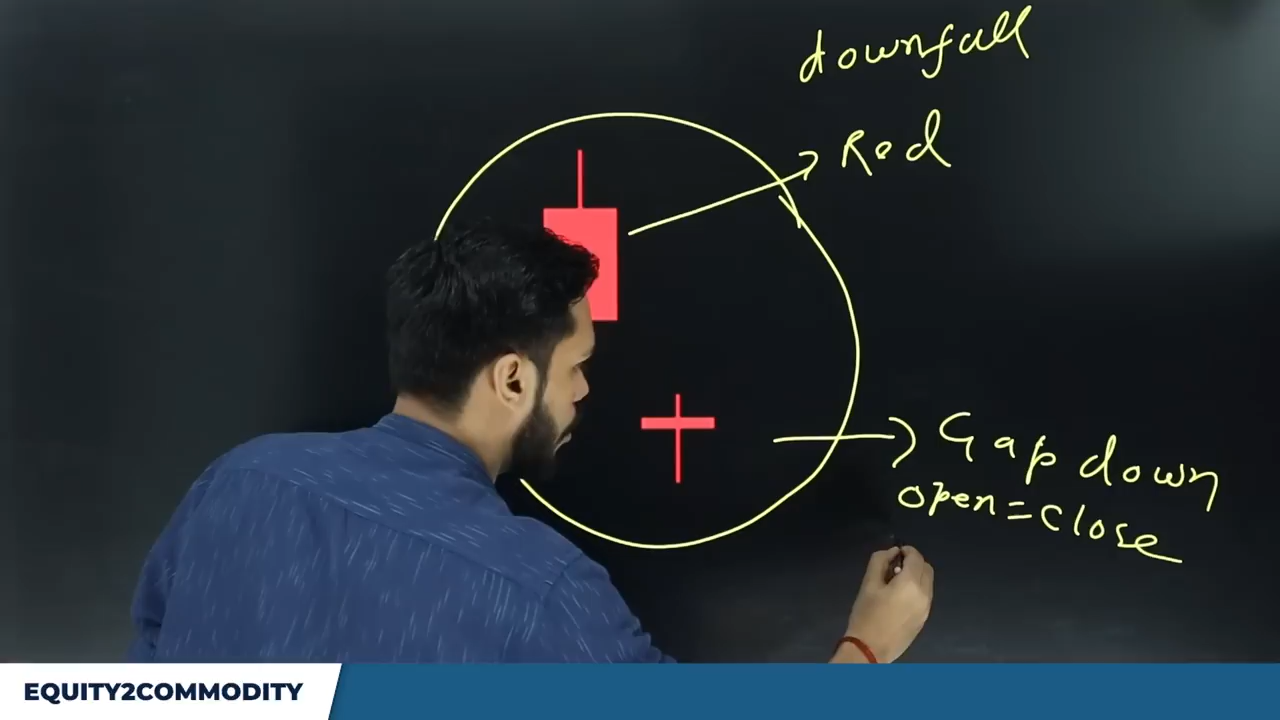 downfall
Red
Gap down
open = close
EQUITY2COMMODITY